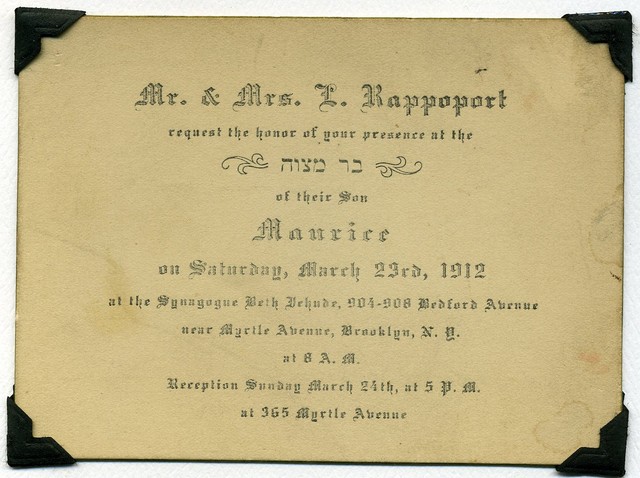 Mr. & Mrs. L. Rappoport
request the honor of your presence at the
בר מצוה
of their Son
Maurice
on Saturday, March 23rd, 1912
at the Synagogue Beth Jehude, 904-908 Bedford Avenue
near Myrtle Avenue, Brooklyn, N. Y.
at 8 A. M.
Reception Sunday March 24th, at 5 P. M.
at 365 Myrtle Avenue